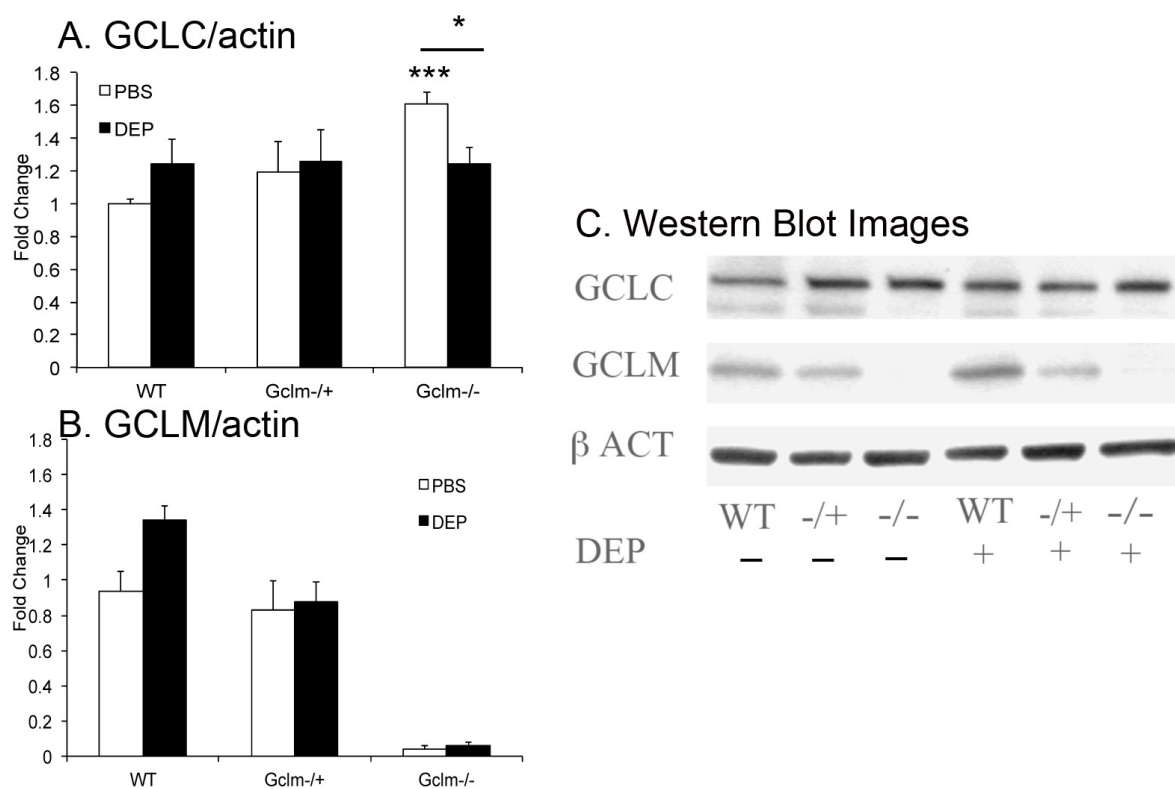 A. GCLC/actin
*
***
1.8
1.6
1.4
1.2
1
0.8
0.6
0.4
0.2
0
Fold Change
PBS
DEP
WT Gclm-/+ Gclm-/-
B. GCLM/actin
1.8
1.6
1.4
1.2
1
0.8
0.6
0.4
0.2
0
Fold Change
PBS
DEP
WT Gclm-/+ Gclm-/-
C. Western Blot Images
GCLC
GCLM
β ACT
WT -/+ -/- WT -/+ -/-
DEP – – – + + +